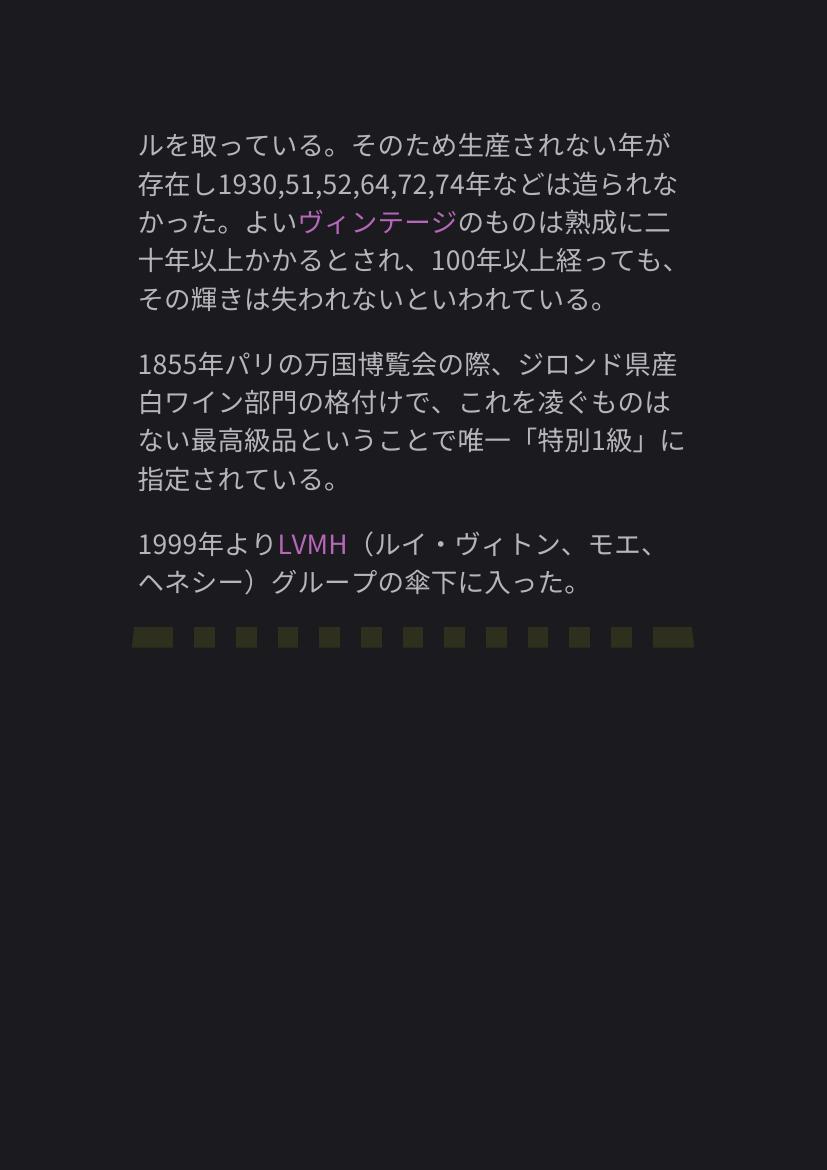 ルを取っている。そのため生産されない年が
存在し1930,51,52,64,72,74年などは造られな
かった。よいヴィンテージのものは熟成に二
十年以上かかるとされ、100年以上経っても、
その輝きは失われないといわれている。
1855年パリの万国博覧会の際、ジロンド県産
白ワイン部門の格付けで、これを凌ぐものは
ない最高級品ということで唯一「特別1級」に
指定されている。
1999年よりLVMH（ルイ・ヴィトン、モエ、
ヘネシー）グループの傘下に入った。